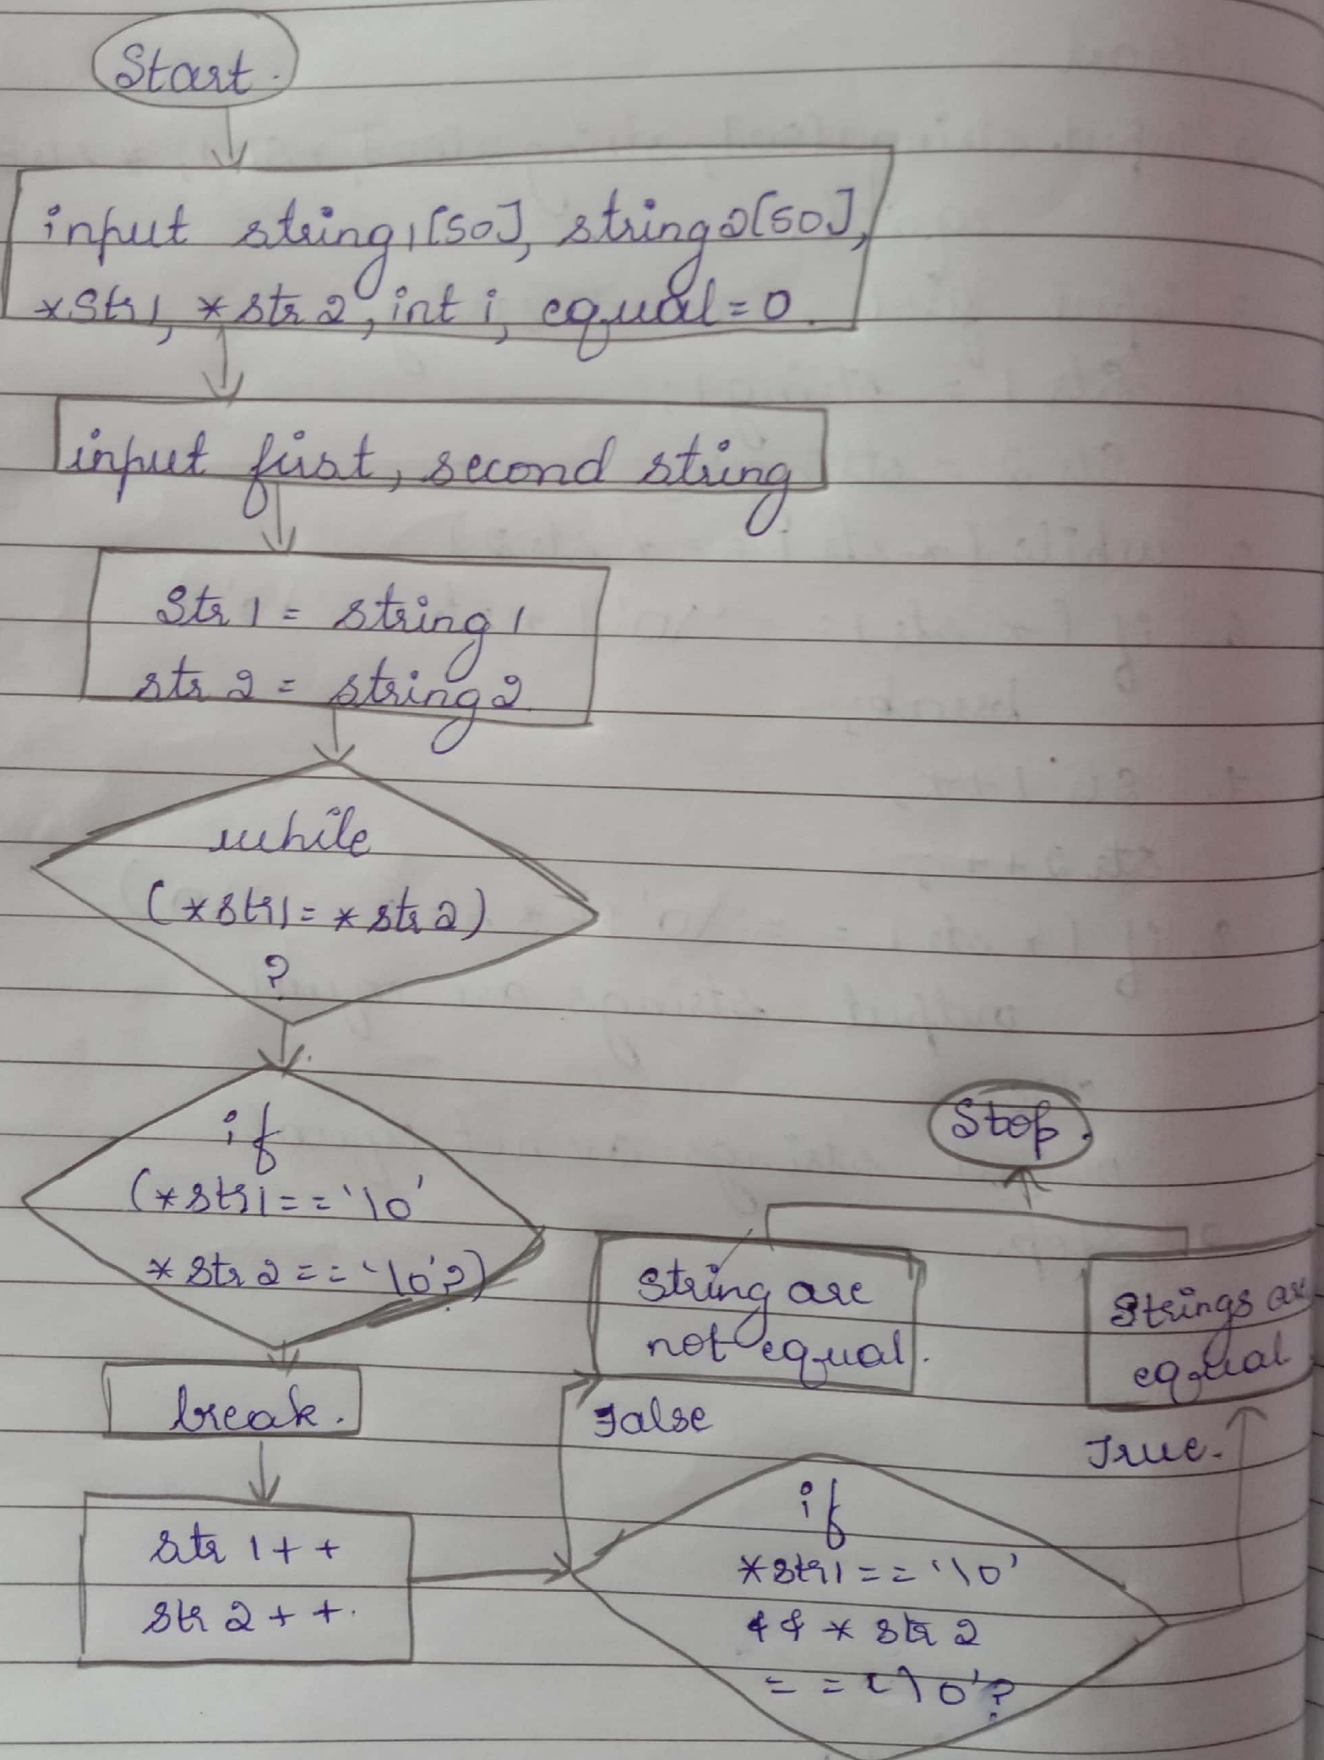 Start.
input string1[50], string2[50],
*Str1, *str2, int i, equal=0.
input first, second string
Str1 = string1
str2 = string2.
while
(*str1=*str2)
?
if
(*str1=='\0'
*str2=='\0'?)
break.
str1++
str2++.
if
*str1=='\0'
&&*str2
=='\0'?
False
String are
not equal.
True.
Strings are
equal
Stop.